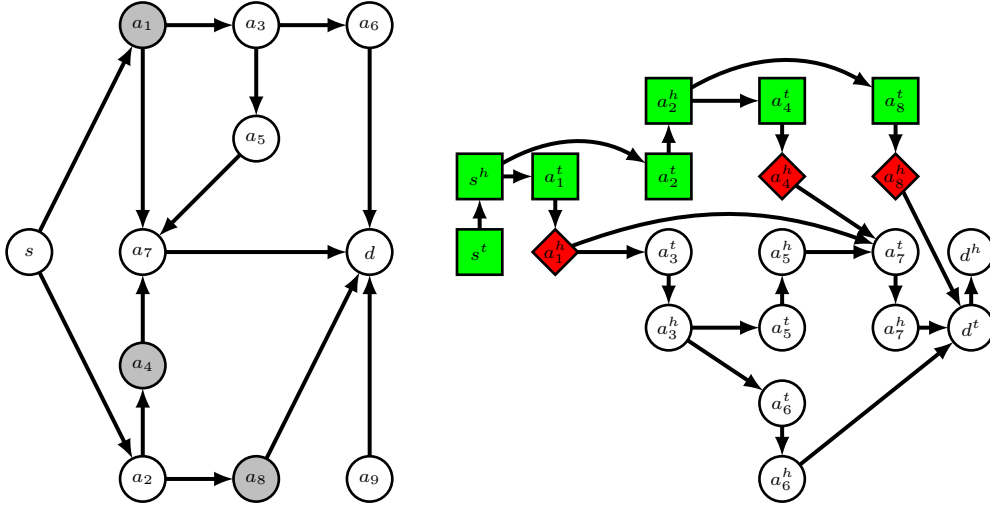 a₁ a₃ a₆
a₅
s a₇ d
a₄
a₂ a₈ a₉
a₂ʰ a₄ᵗ a₈ᵗ
sʰ a₁ᵗ a₂ᵗ a₄ʰ a₈ʰ
sᵗ a₁ʰ a₃ᵗ a₅ʰ a₇ᵗ dʰ
a₃ʰ a₅ᵗ a₇ʰ dᵗ
a₆ᵗ
a₆ʰ